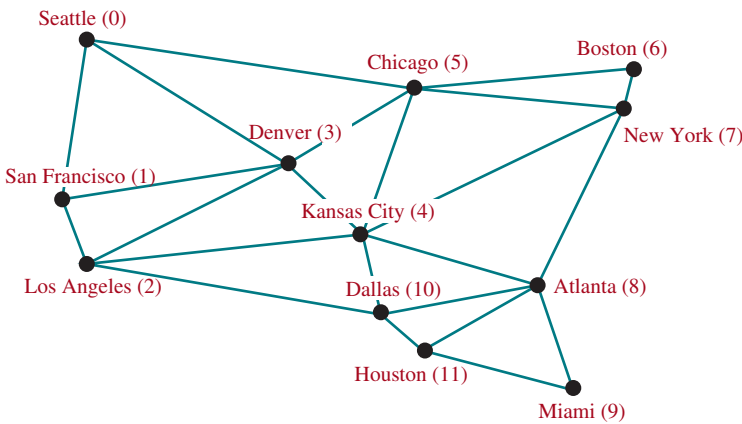 Seattle (0)
Chicago (5)
Boston (6)
Denver (3)
New York (7)
San Francisco (1)
Kansas City (4)
Los Angeles (2)
Dallas (10)
Atlanta (8)
Houston (11)
Miami (9)